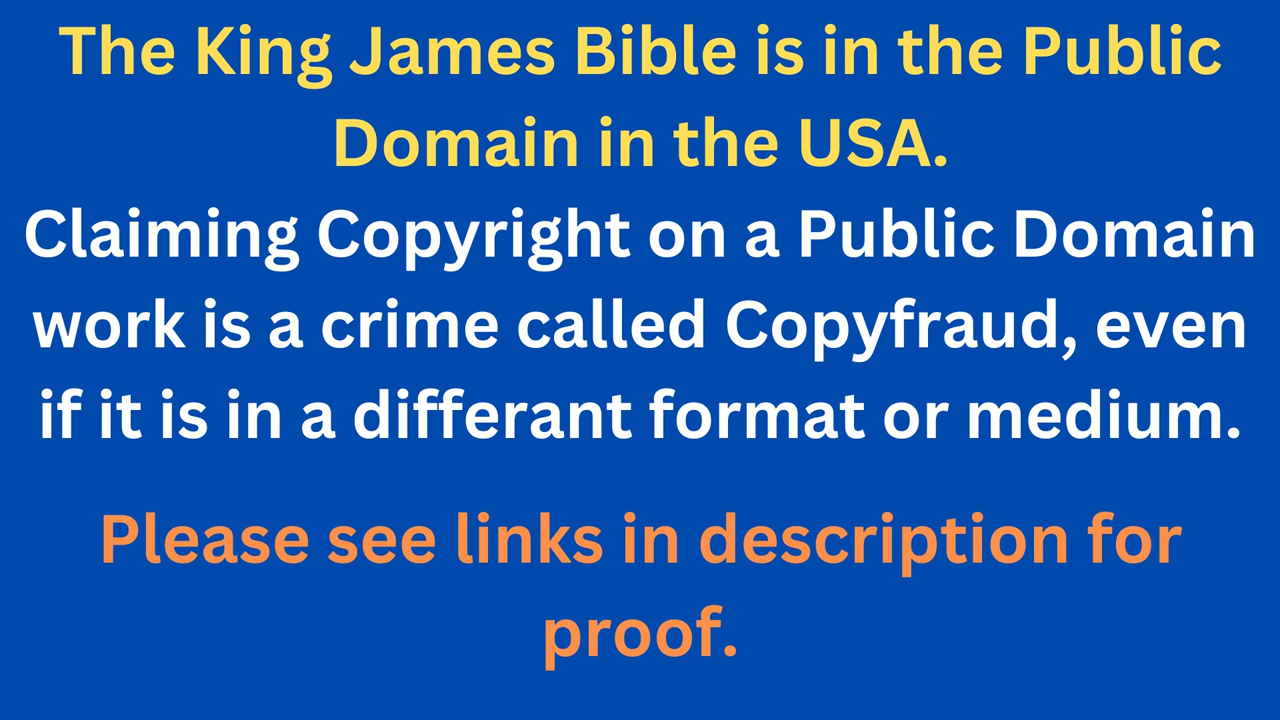 The King James Bible is in the Public
Domain in the USA.
Claiming Copyright on a Public Domain
work is a crime called Copyfraud, even
if it is in a differant format or medium.
Please see links in description for
proof.